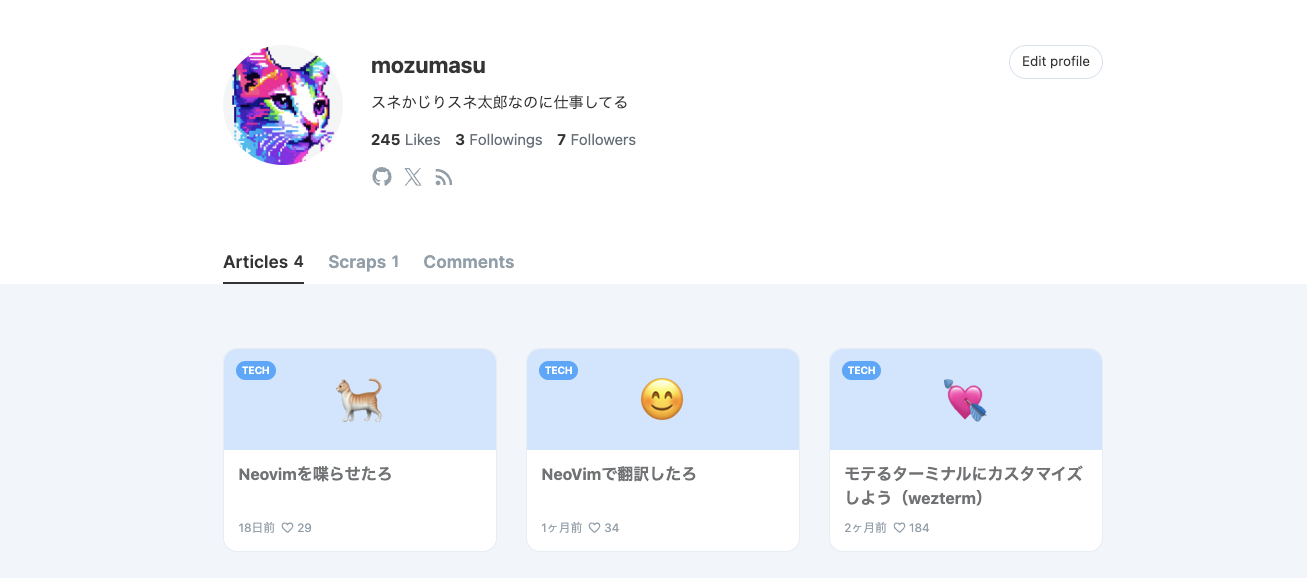 mozumasu
Edit profile
スネかじりスネ太郎なのに仕事してる
245 Likes 3 Followings 7 Followers
Articles 4 Scraps 1 Comments
TECH
Neovimを喋らせたろ
18日前 29
TECH
NeoVimで翻訳したろ
1ヶ月前 34
TECH
モテるターミナルにカスタマイズ
しよう（wezterm）
2ヶ月前 184